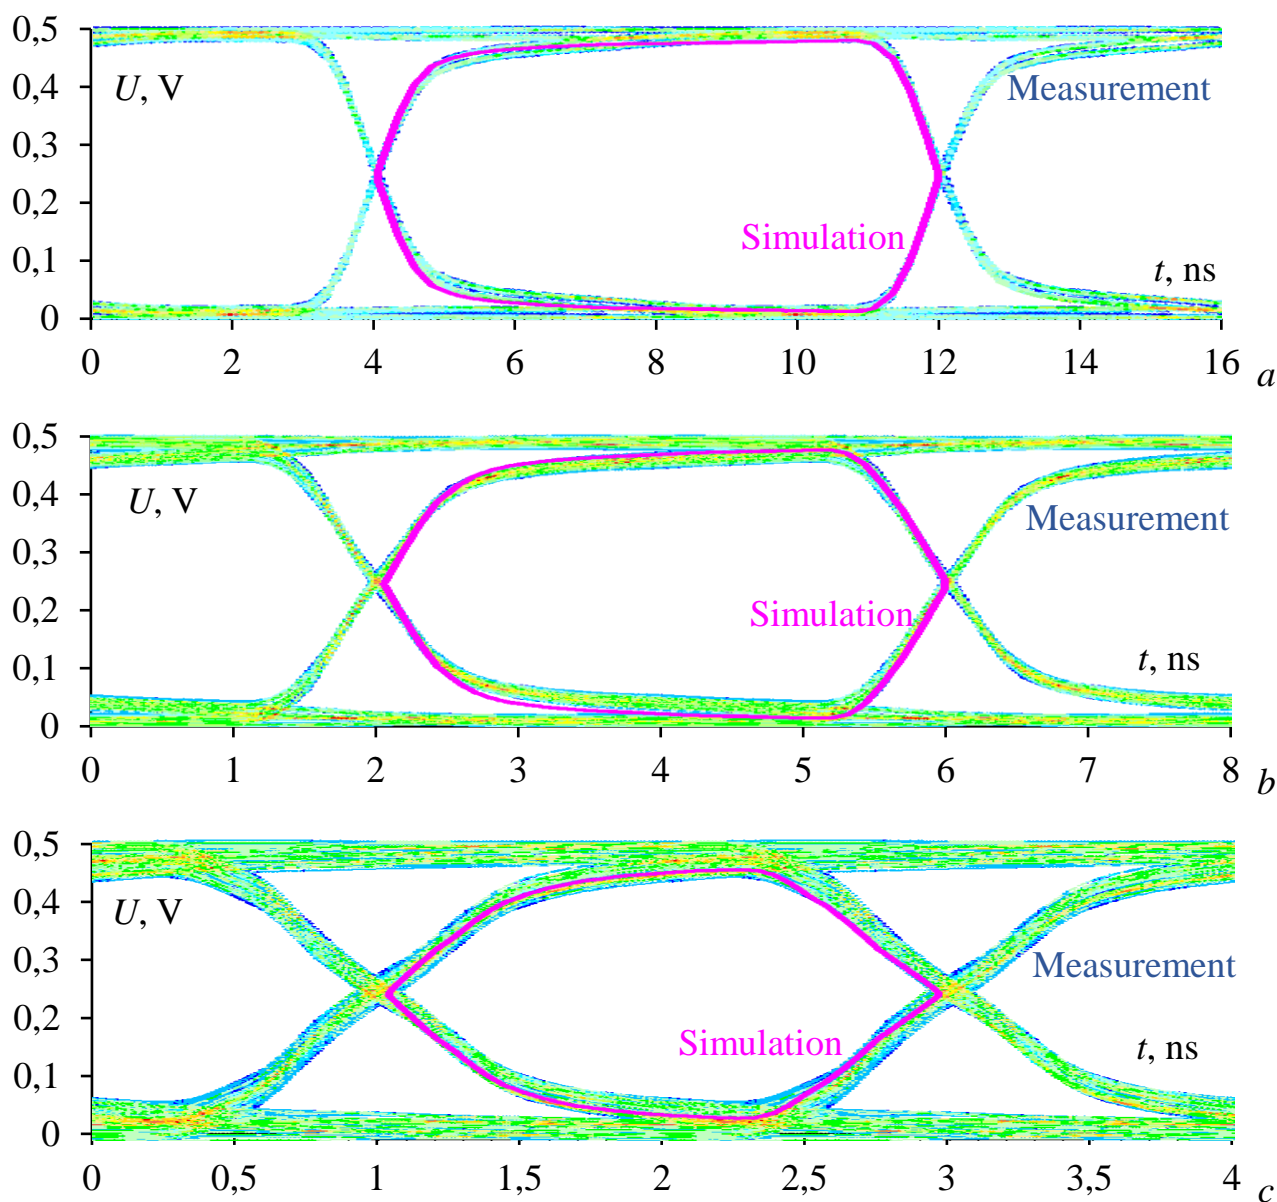 0,5
U, V
0,4
Measurement
0,3
0,2
Simulation
0,1
t, ns
0
0 2 4 6 8 10 12 14 16 a
0,5
U, V
0,4
Measurement
0,3
0,2
Simulation
0,1
t, ns
0
0 1 2 3 4 5 6 7 8 b
0,5
U, V
0,4
0,3
Measurement
0,2
Simulation
t, ns
0,1
0
0 0,5 1 1,5 2 2,5 3 3,5 4 c